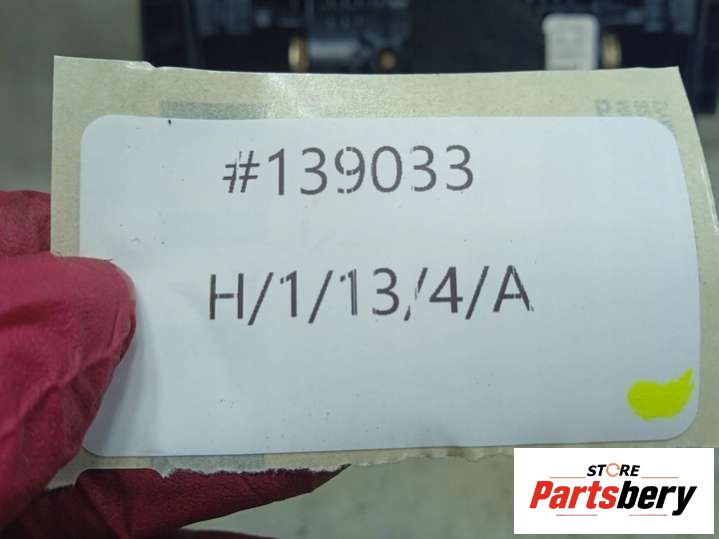 #139033
H/1/13/4/A
STORE
Partsbery